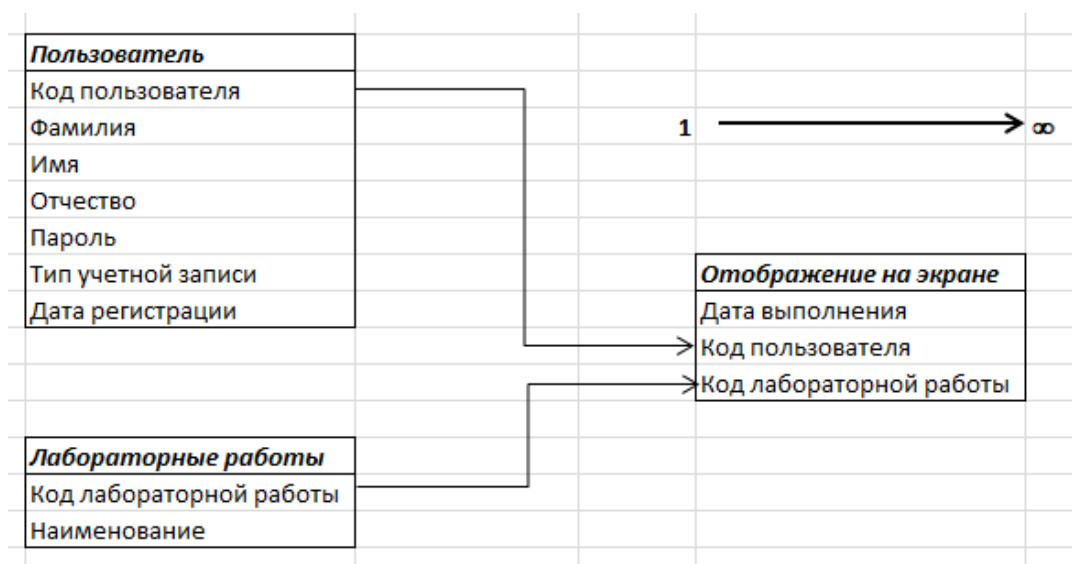 Пользователь
Код пользователя
Фамилия
Имя
Отчество
Пароль
Тип учетной записи
Дата регистрации
1 ∞
Отображение на экране
Дата выполнения
Код пользователя
Код лабораторной работы
Лабораторные работы
Код лабораторной работы
Наименование